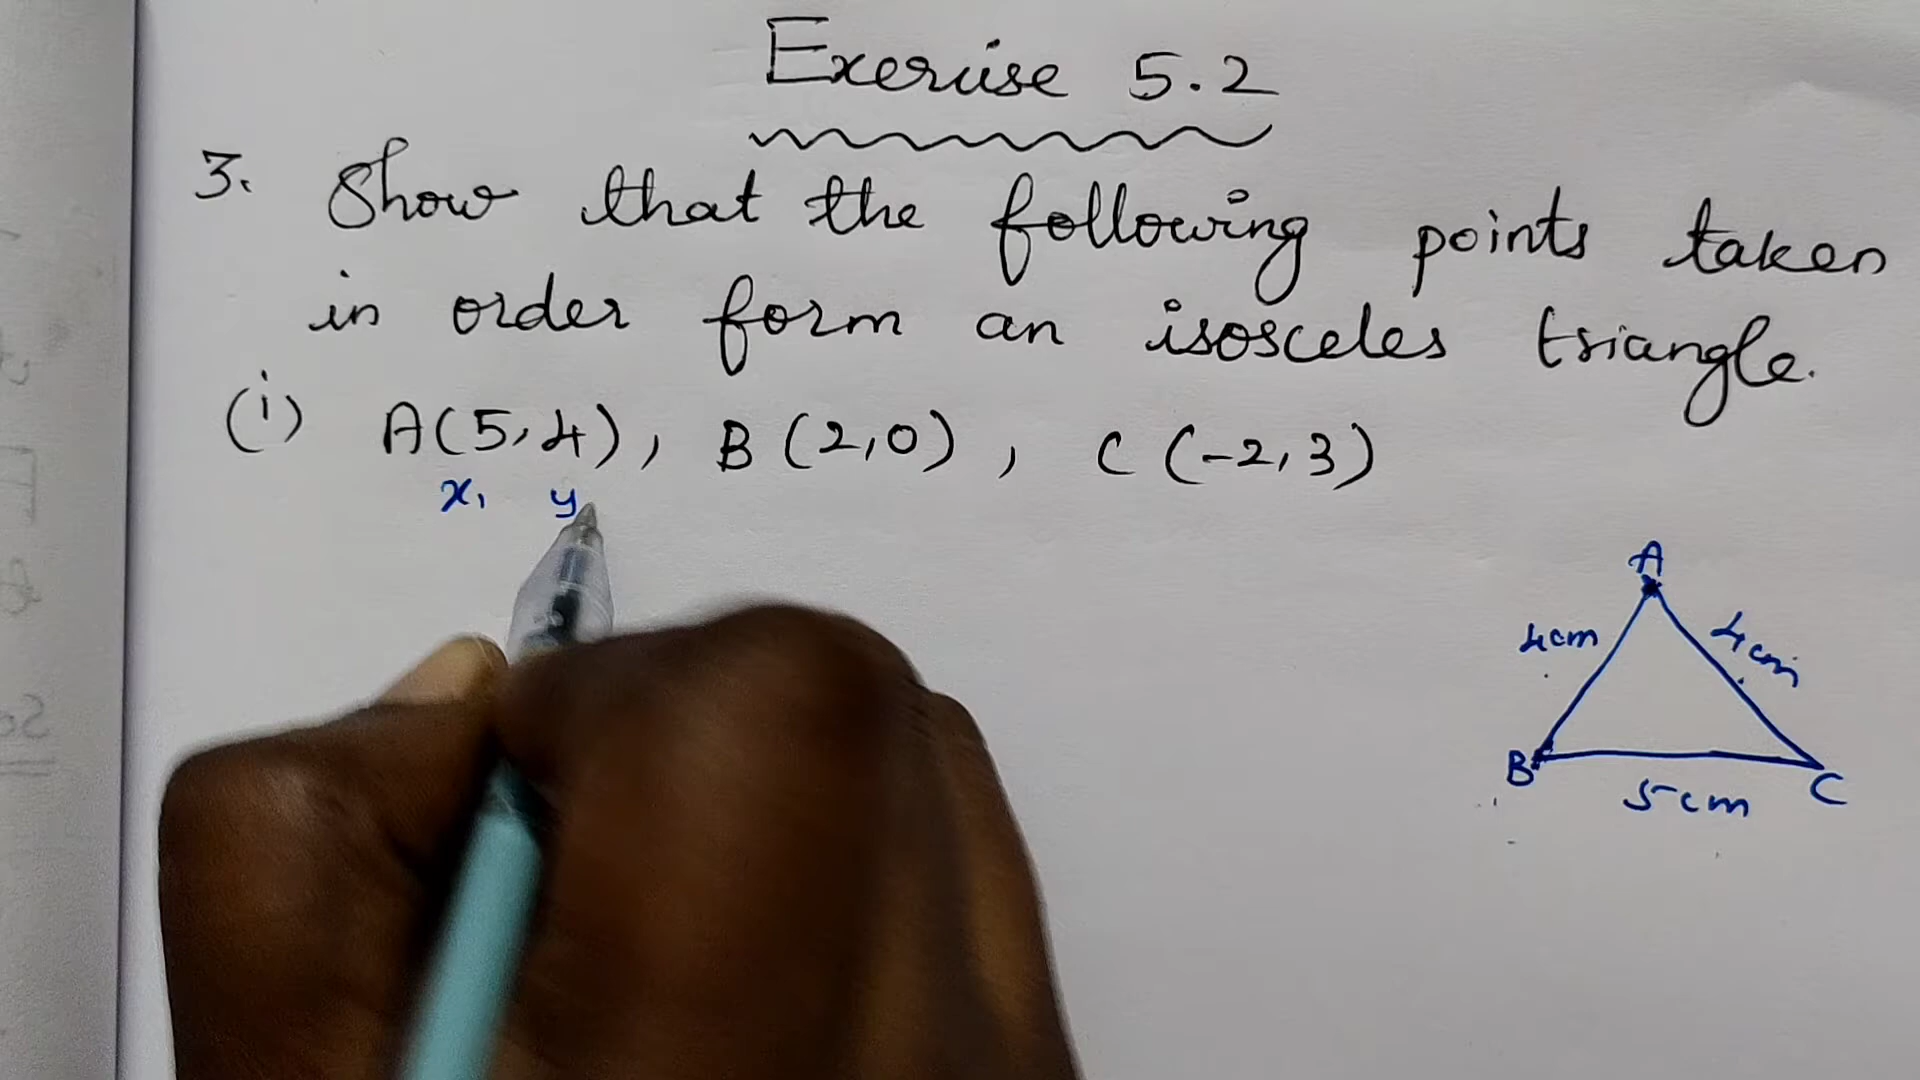 Exercise 5.2
3. Show that the following points taken
in order form an isosceles triangle.
(i) A(5,4), B(2,0), C(-2,3)
x₁ y
A
4cm 4cm
B C
5cm